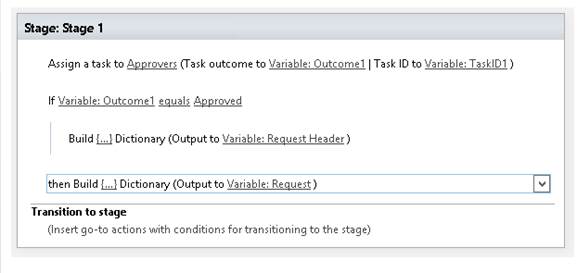 Stage: Stage 1
Assign a task to Approvers (Task outcome to Variable: Outcome1 | Task ID to Variable: TaskID1 )
If Variable: Outcome1 equals Approved
Build {...} Dictionary (Output to Variable: Request Header )
then Build {...} Dictionary (Output to Variable: Request )
Transition to stage
(Insert go-to actions with conditions for transitioning to the stage)